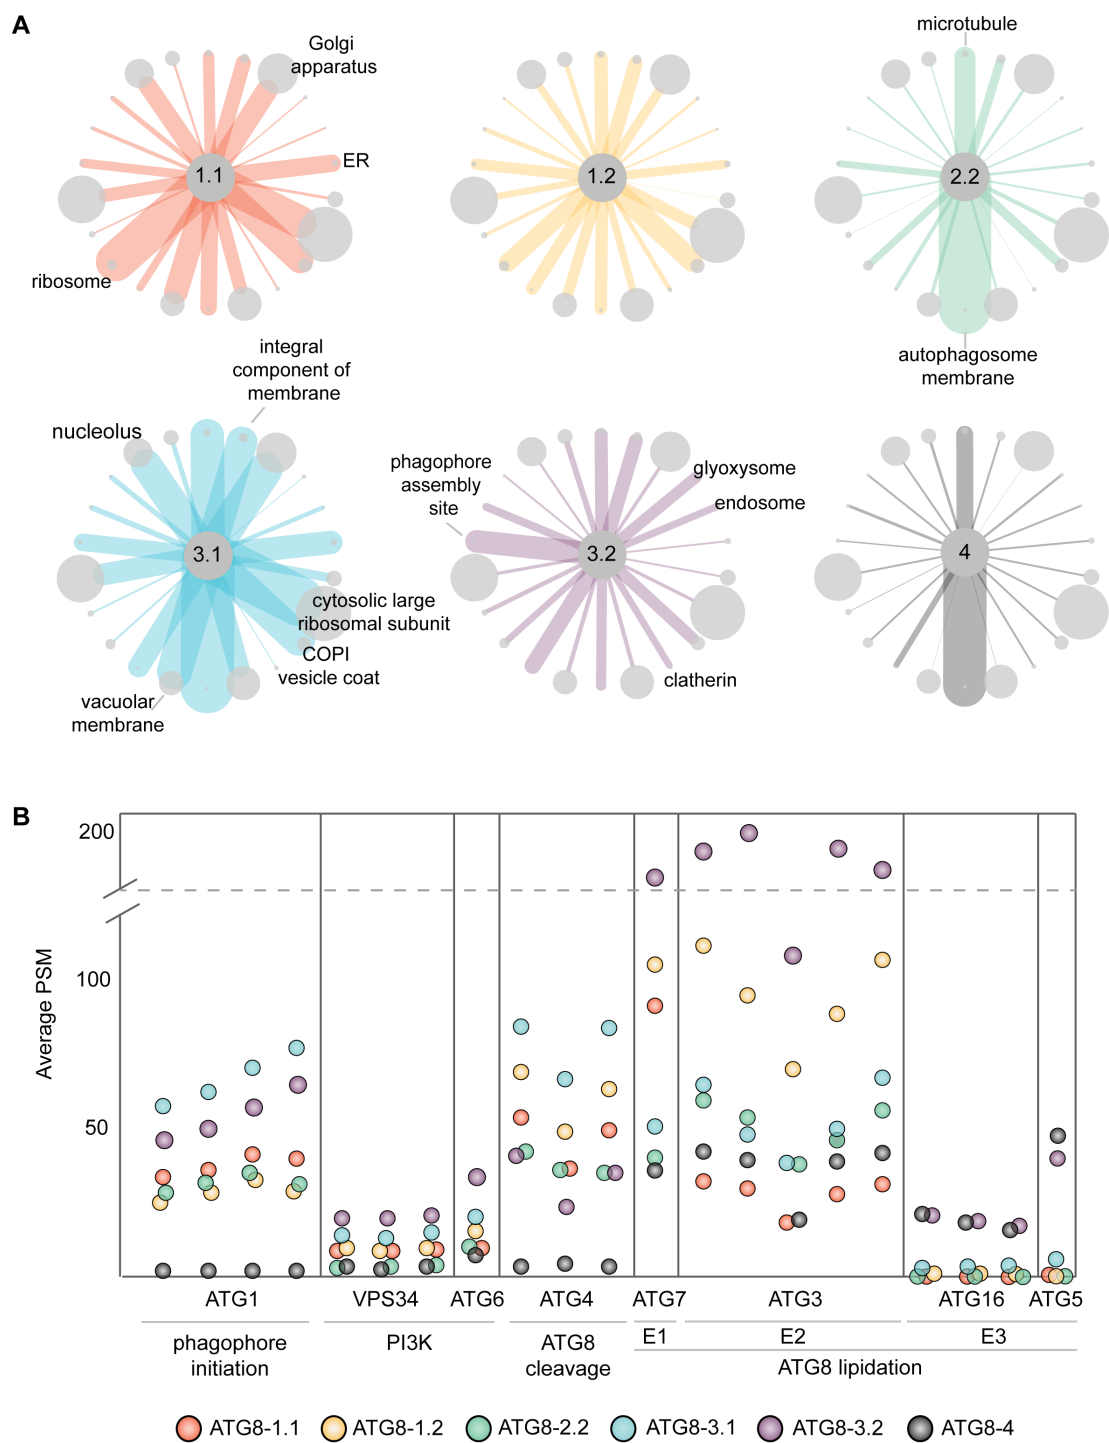 A
Golgi
apparatus
microtubule
ER
1.1
1.2
2.2
ribosome
autophagosome
membrane
integral
component of
membrane
nucleolus
phagophore
assembly
site
glyoxysome
endosome
3.1
3.2
4
cytosolic large
ribosomal subunit
COPI
vesicle coat
clatherin
vacuolar
membrane
B
200
100
50
Average PSM
ATG1 VPS34 ATG6 ATG4 ATG7 ATG3 ATG16 ATG5
phagophore
initiation
PI3K
ATG8
cleavage
E1 E2 E3
ATG8 lipidation
ATG8-1.1 ATG8-1.2 ATG8-2.2 ATG8-3.1 ATG8-3.2 ATG8-4